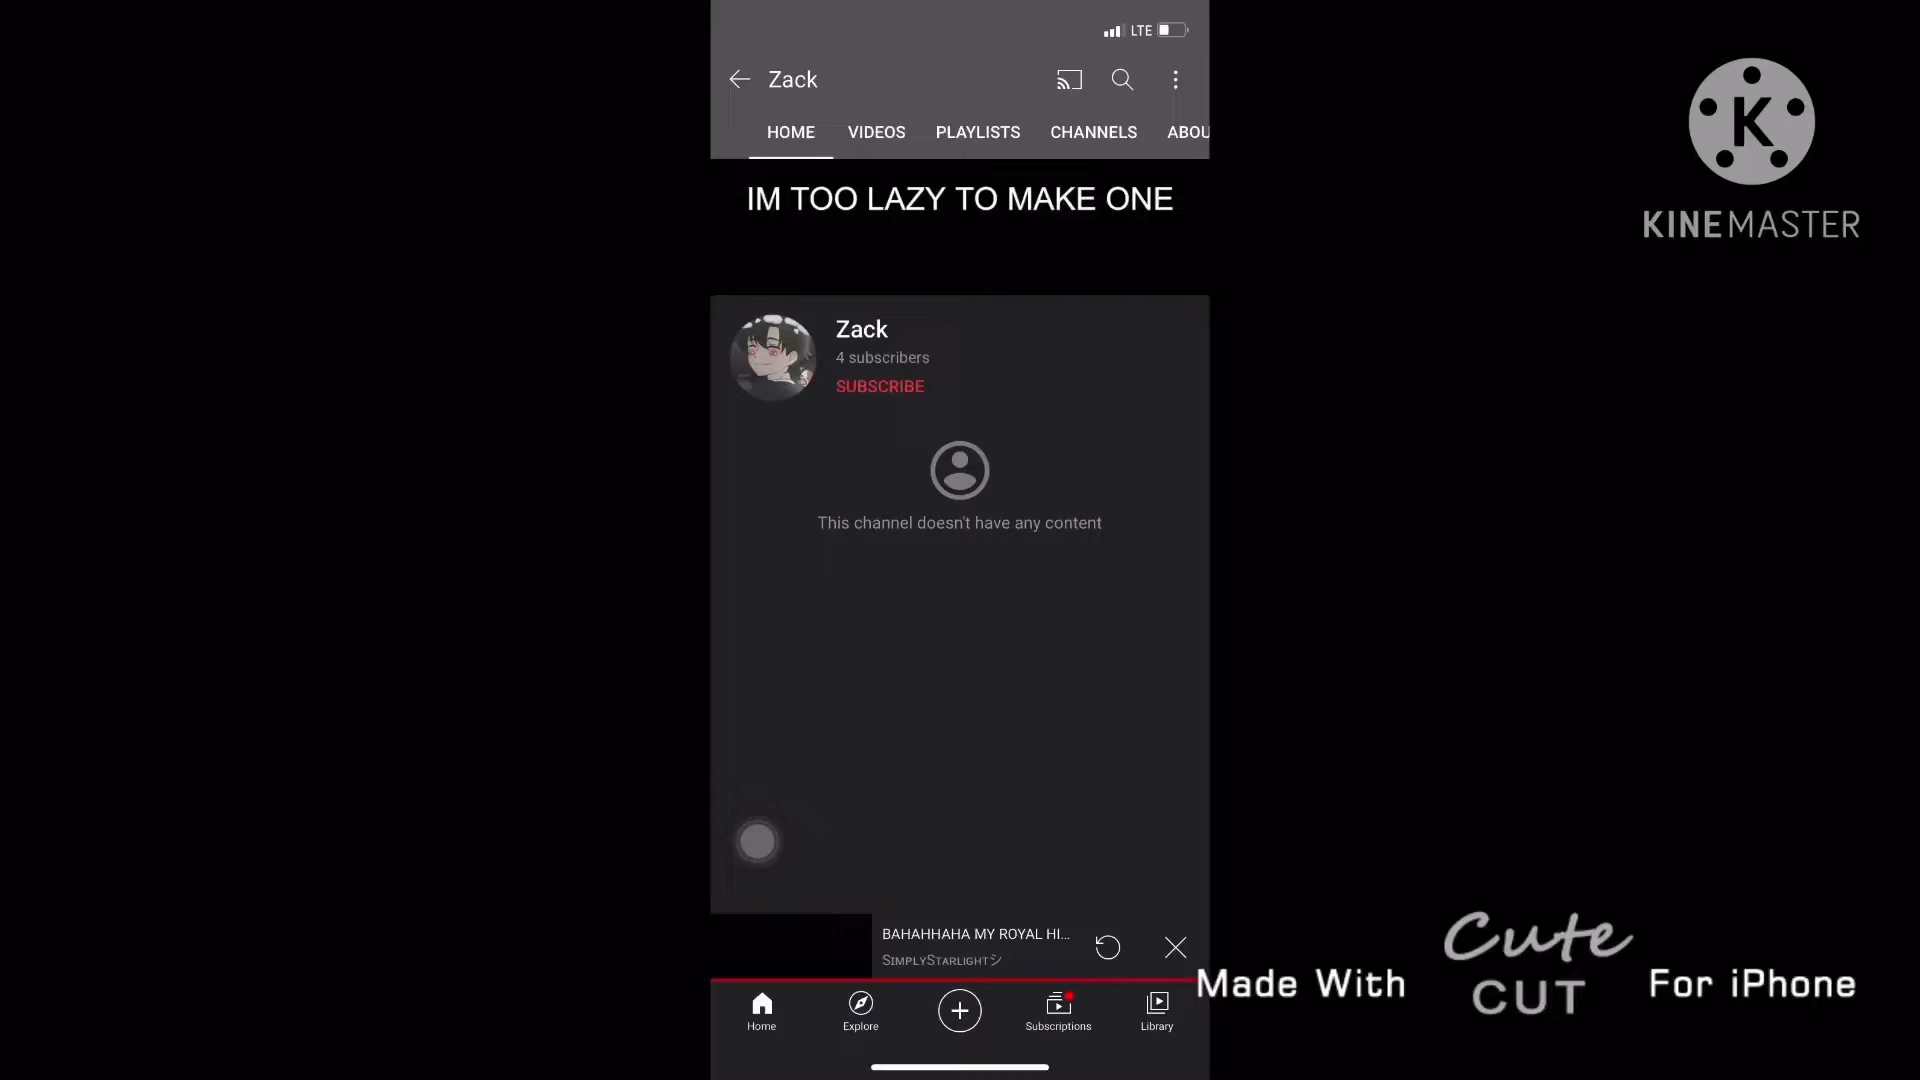 LTE
Zack
HOME VIDEOS PLAYLISTS CHANNELS ABOU
IM TOO LAZY TO MAKE ONE
K
KINEMASTER
Zack
4 subscribers
SUBSCRIBE
This channel doesn't have any content
BAHAHHAHA MY ROYAL HI...
SIMPLYSTARLIGHTシ
Home Explore Subscriptions Library
Made With Cute CUT For iPhone